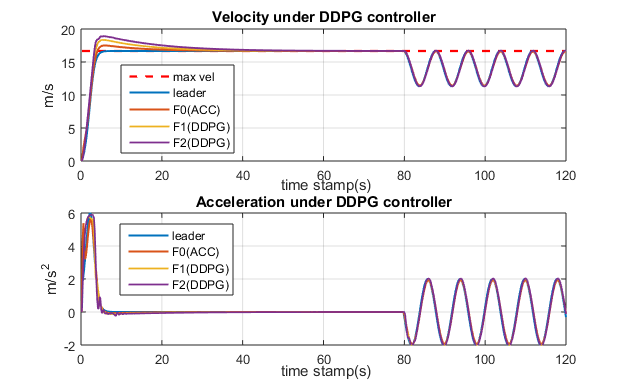 Velocity under DDPG controller
20
15
10
5
0
m/s
max vel
leader
F0(ACC)
F1(DDPG)
F2(DDPG)
0 20 40 60 80 100 120
time stamp(s)
Acceleration under DDPG controller
6
4
2
0
-2
m/s²
leader
F0(ACC)
F1(DDPG)
F2(DDPG)
0 20 40 60 80 100 120
time stamp(s)